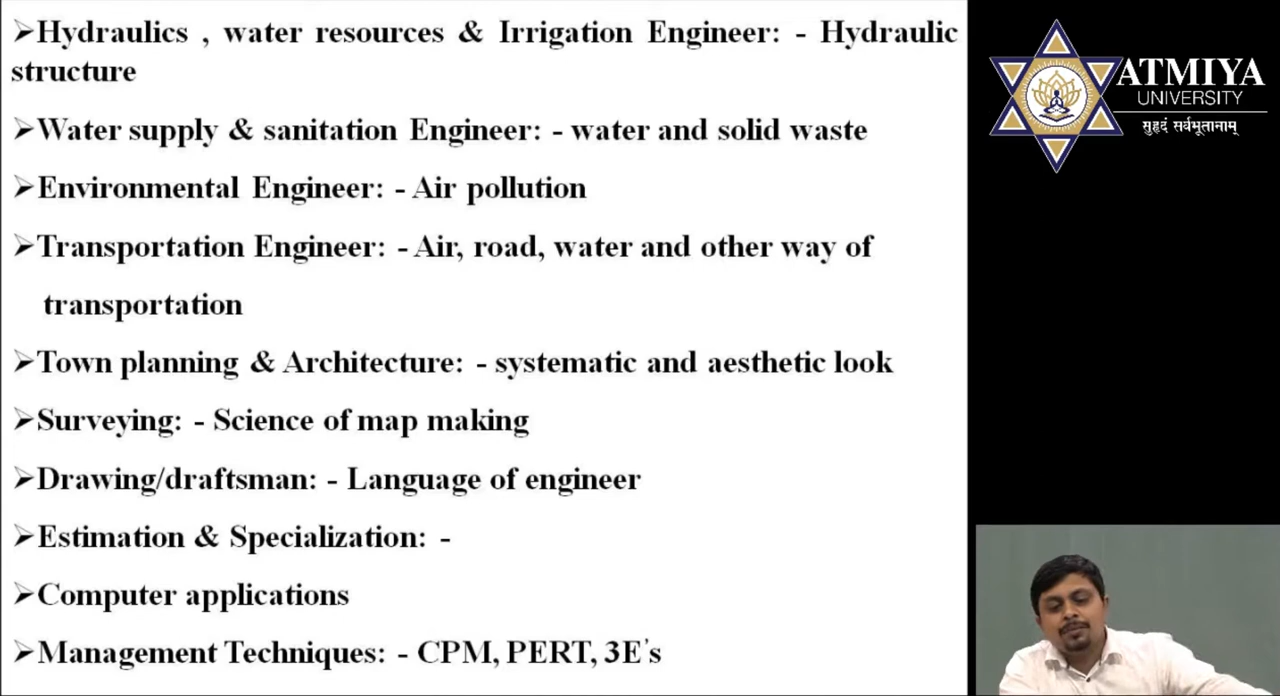 ➢Hydraulics , water resources & Irrigation Engineer: - Hydraulic
structure
➢Water supply & sanitation Engineer: - water and solid waste
➢Environmental Engineer: - Air pollution
➢Transportation Engineer: - Air, road, water and other way of
transportation
➢Town planning & Architecture: - systematic and aesthetic look
➢Surveying: - Science of map making
➢Drawing/draftsman: - Language of engineer
➢Estimation & Specialization: -
➢Computer applications
➢Management Techniques: - CPM, PERT, 3E's
ATMIYA
UNIVERSITY
सुहृदं सर्वभूतानाम्